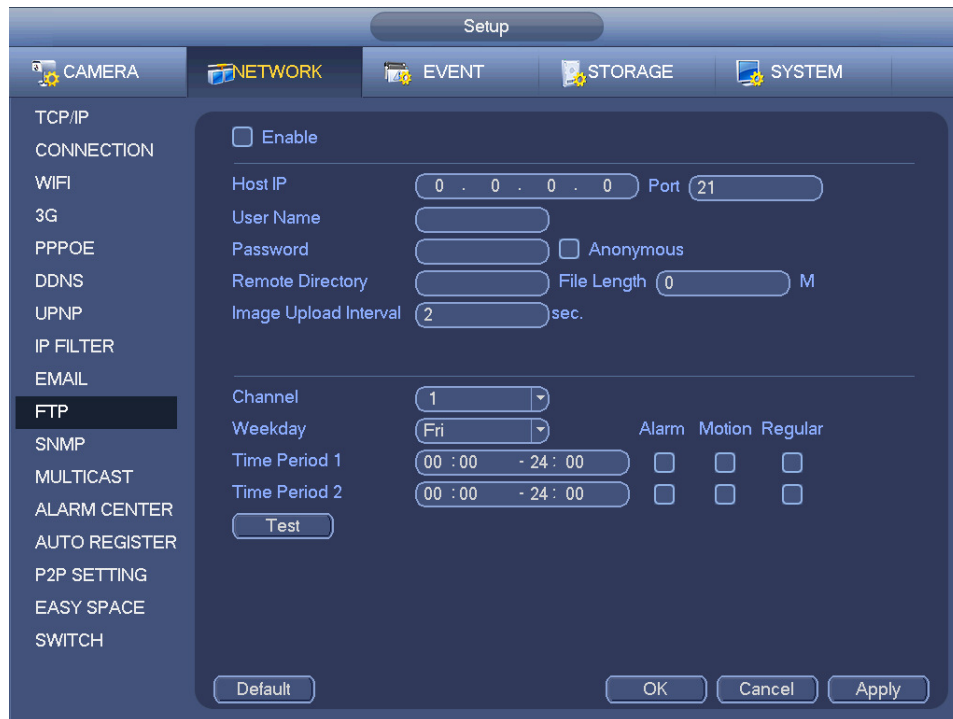 Setup
CAMERA NETWORK EVENT STORAGE SYSTEM
TCP/IP
CONNECTION
WIFI
3G
PPPOE
DDNS
UPNP
IP FILTER
EMAIL
FTP
SNMP
MULTICAST
ALARM CENTER
AUTO REGISTER
P2P SETTING
EASY SPACE
SWITCH
Enable
Host IP 0 . 0 . 0 . 0 Port 21
User Name
Password Anonymous
Remote Directory File Length 0 M
Image Upload Interval 2 sec.
Channel 1
Weekday Fri Alarm Motion Regular
Time Period 1 00 :00 - 24 : 00
Time Period 2 00 :00 - 24 : 00
Test
Default OK Cancel Apply